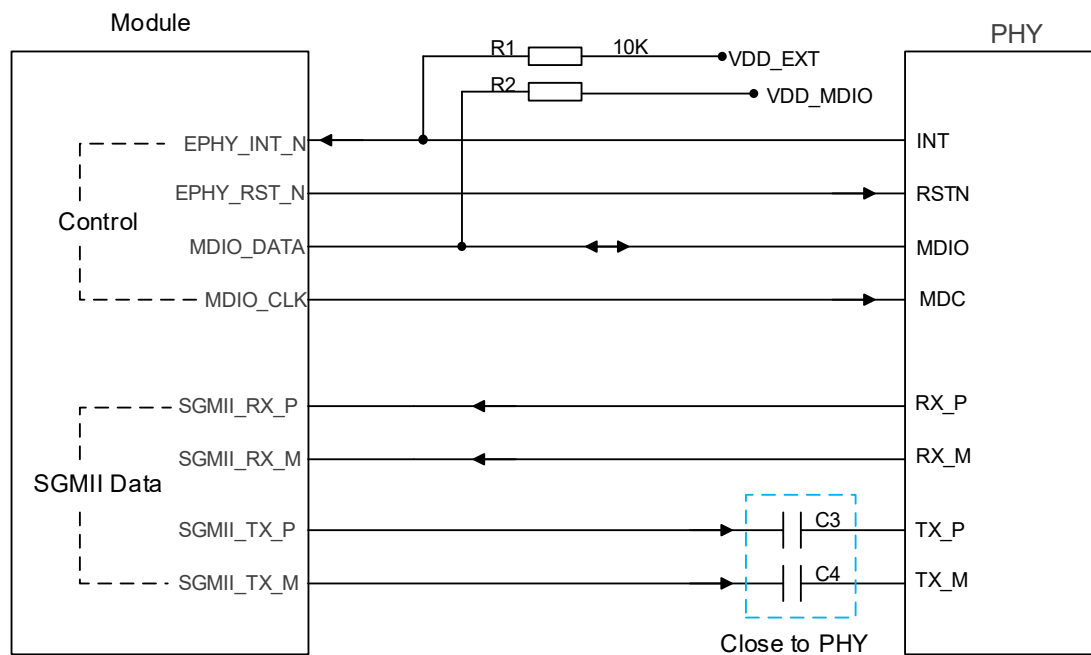 Module
PHY
R1 10K VDD_EXT
R2 VDD_MDIO
EPHY_INT_N INT
EPHY_RST_N RSTN
Control
MDIO_DATA MDIO
MDIO_CLK MDC
SGMII_RX_P RX_P
SGMII_RX_M RX_M
SGMII Data
SGMII_TX_P C3 TX_P
SGMII_TX_M C4 TX_M
Close to PHY